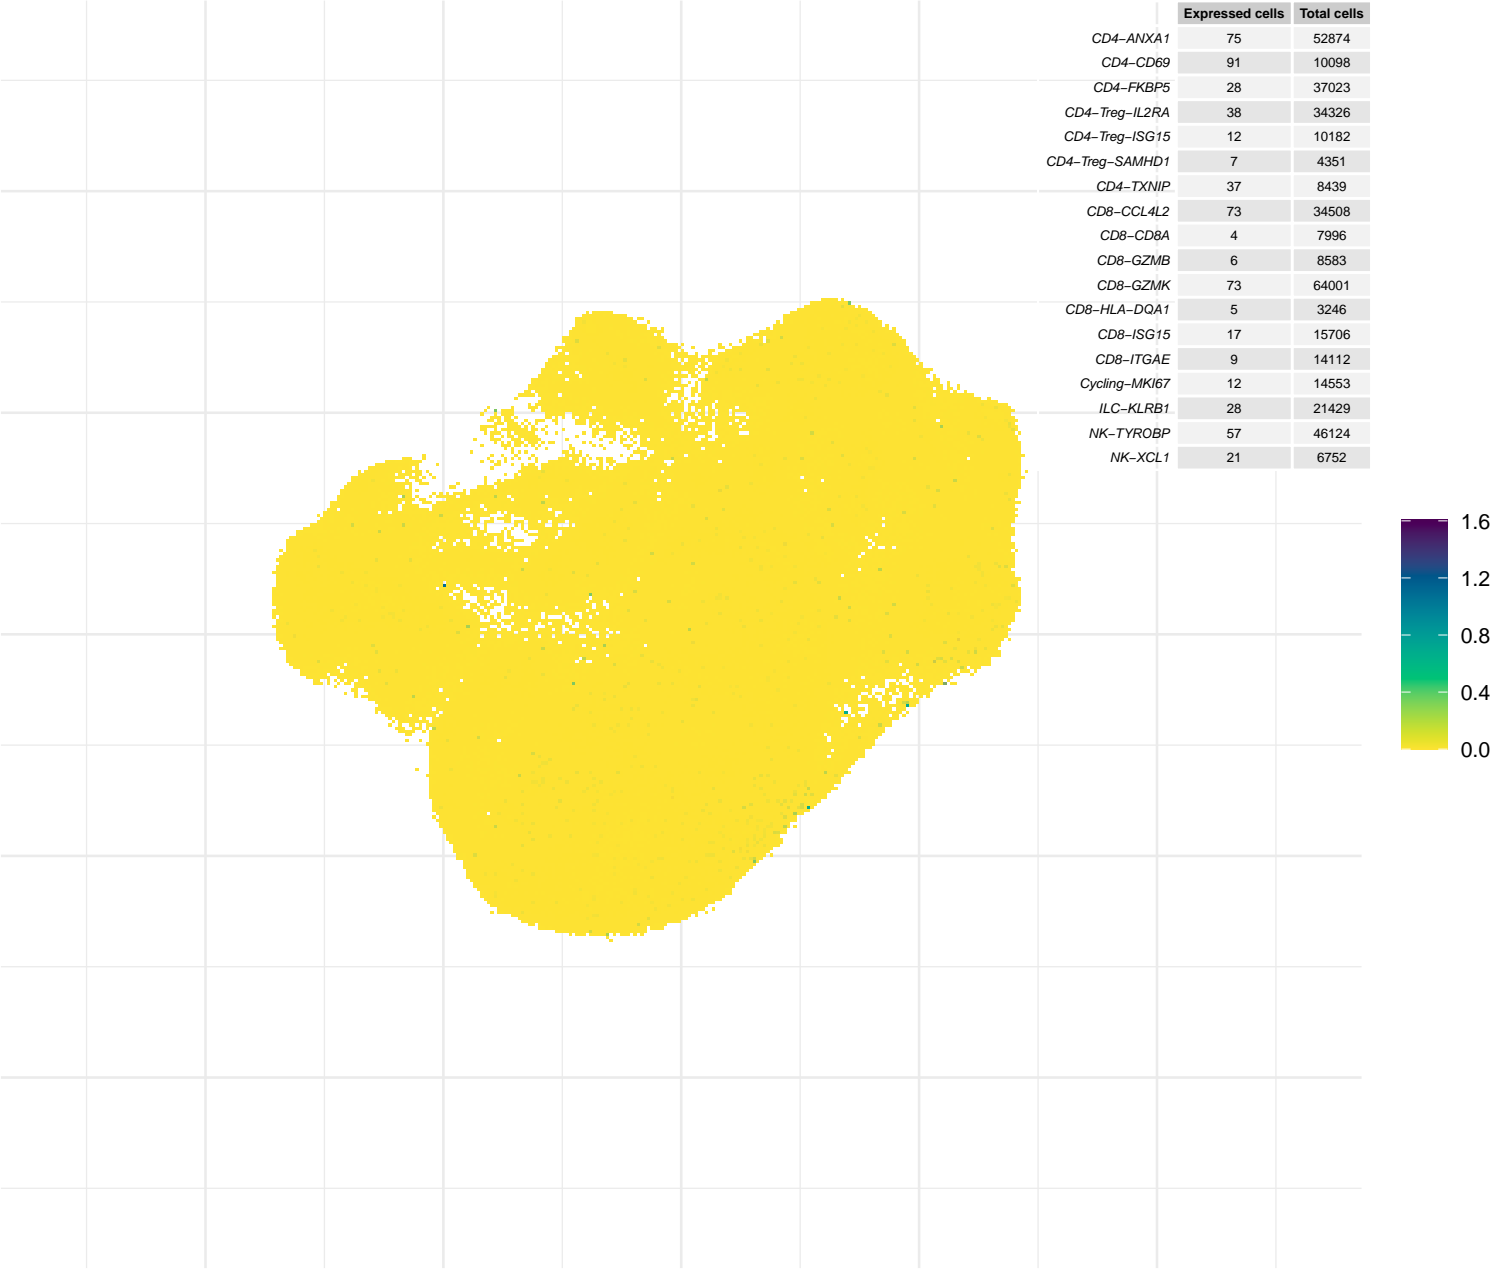 Expressed cells Total cells
CD4−ANXA1 75 52874
CD4−CD69 91 10098
CD4−FKBP5 28 37023
CD4−Treg−IL2RA 38 34326
CD4−Treg−ISG15 12 10182
CD4−Treg−SAMHD1 7 4351
CD4−TXNIP 37 8439
CD8−CCL4L2 73 34508
CD8−CD8A 4 7996
CD8−GZMB 6 8583
CD8−GZMK 73 64001
CD8−HLA−DQA1 5 3246
CD8−ISG15 17 15706
CD8−ITGAE 9 14112
Cycling−MKI67 12 14553
ILC−KLRB1 28 21429
NK−TYROBP 57 46124
NK−XCL1 21 6752
1.6
1.2
0.8
0.4
0.0